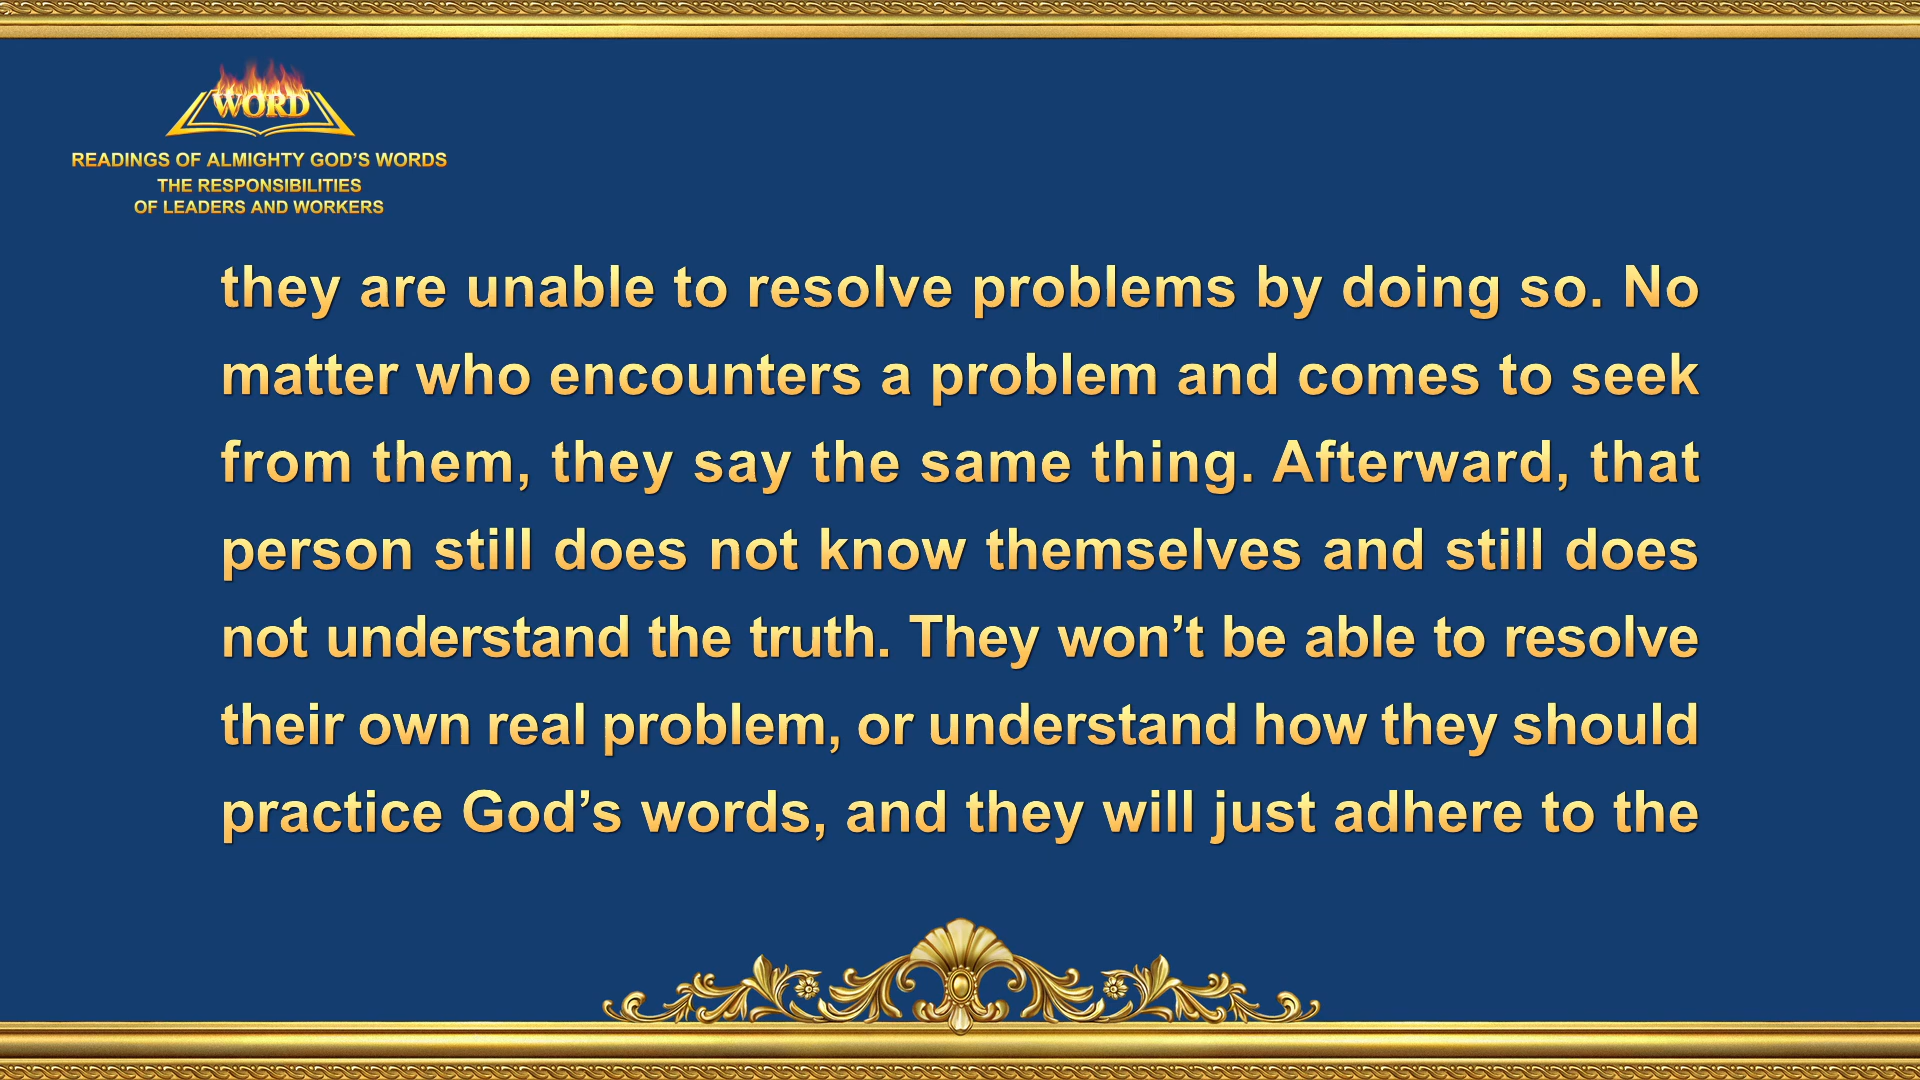 WORD
READINGS OF ALMIGHTY GOD’S WORDS
THE RESPONSIBILITIES
OF LEADERS AND WORKERS
they are unable to resolve problems by doing so. No
matter who encounters a problem and comes to seek
from them, they say the same thing. Afterward, that
person still does not know themselves and still does
not understand the truth. They won’t be able to resolve
their own real problem, or understand how they should
practice God’s words, and they will just adhere to the